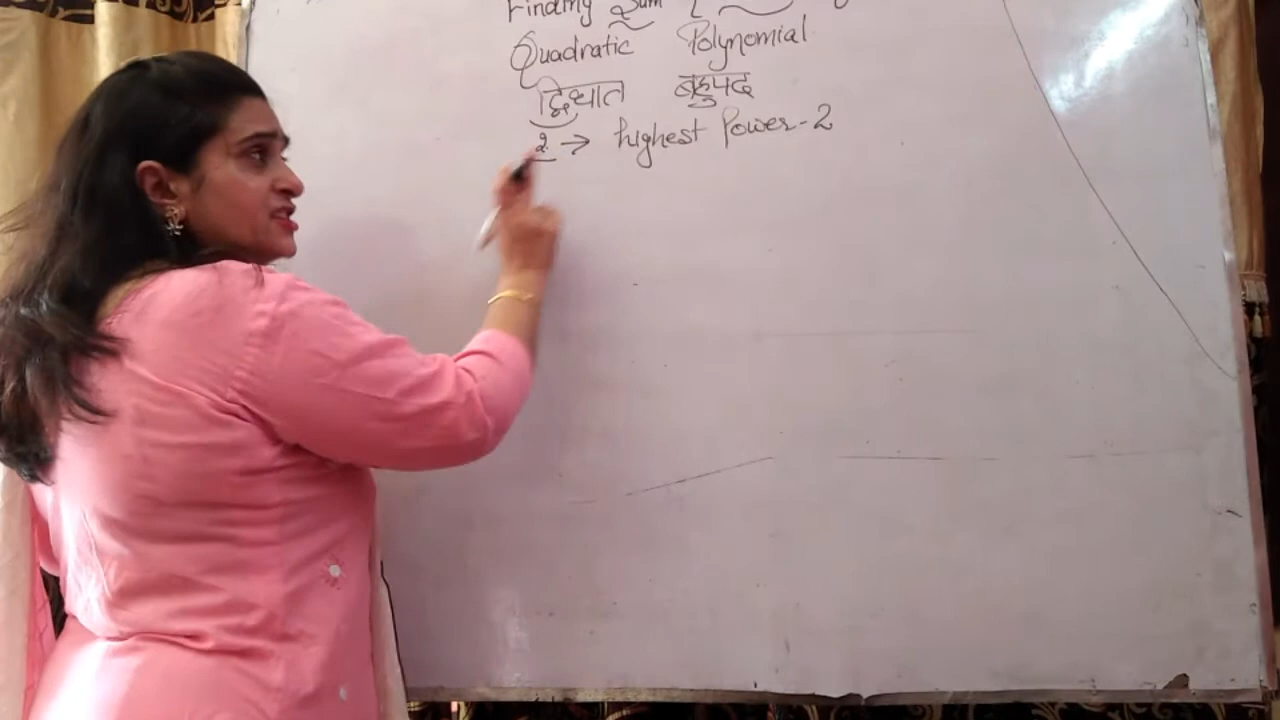 Finding Sum
Quadratic Polynomial
द्विघात बहुपद
2 → highest Power-2